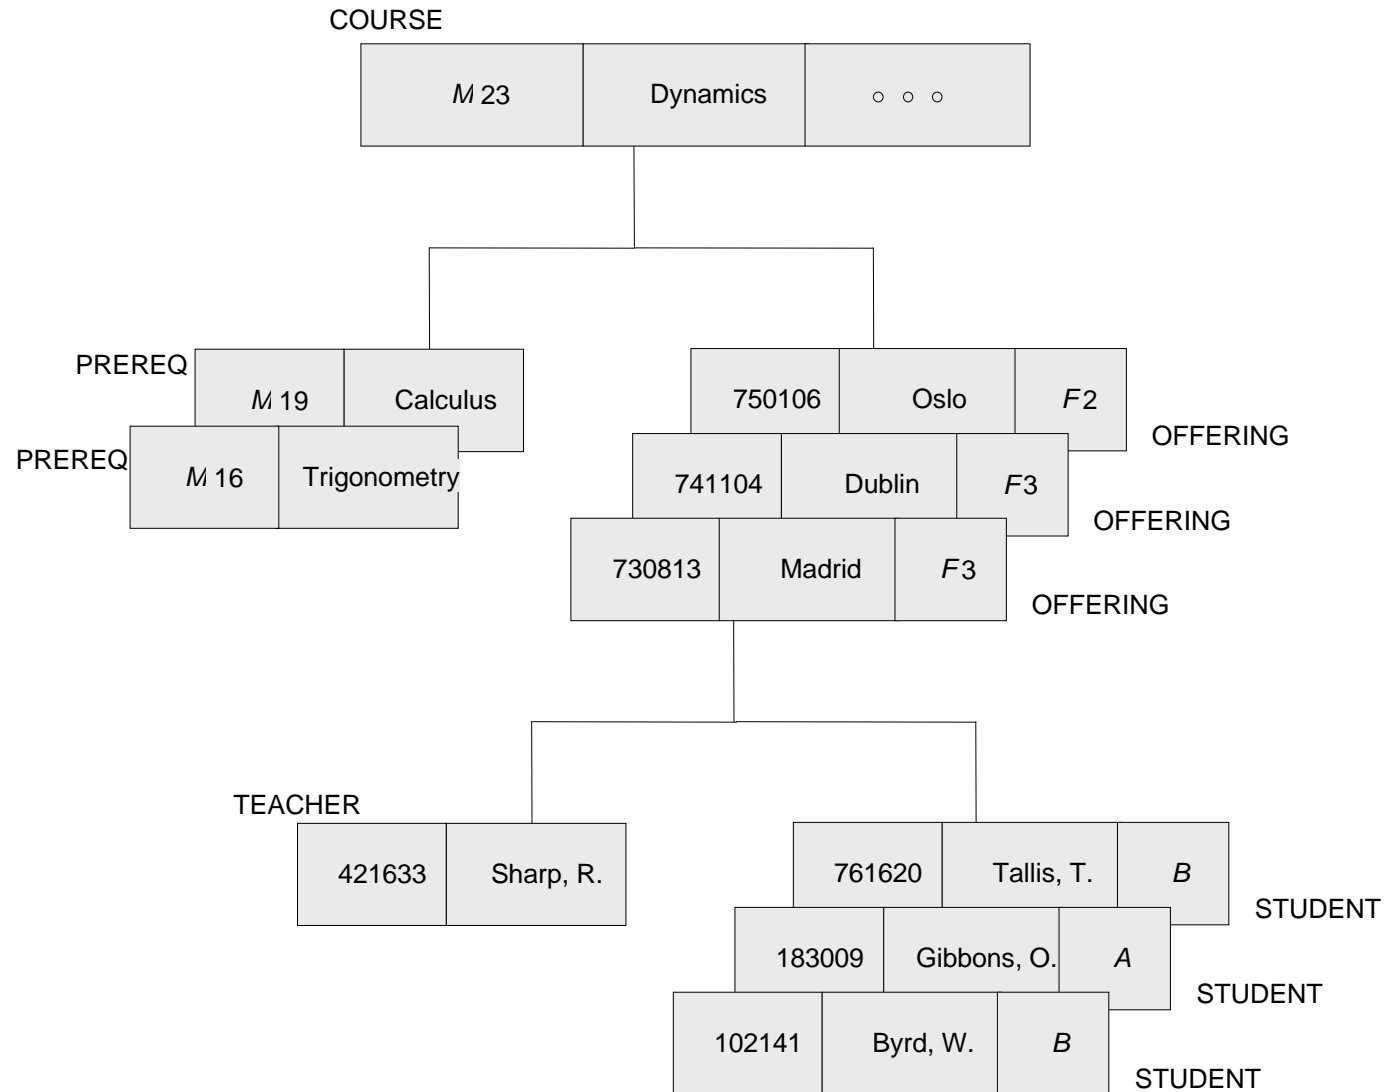 COURSE
M 23 Dynamics
PREREQ
M 19 Calculus
750106 Oslo F2
OFFERING
PREREQ
M 16 Trigonometry
741104 Dublin F3
OFFERING
730813 Madrid F3
OFFERING
TEACHER
421633 Sharp, R.
761620 Tallis, T. B
STUDENT
183009 Gibbons, O. A
STUDENT
102141 Byrd, W. B
STUDENT